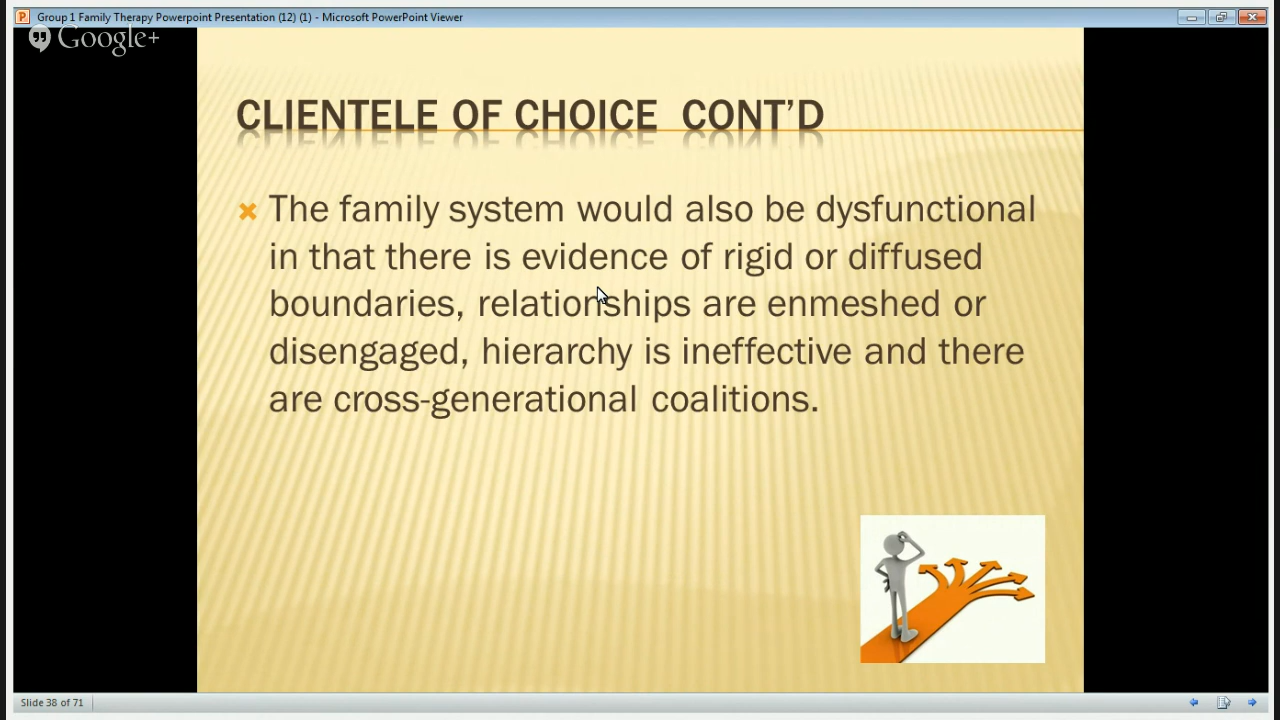 Group 1 Family Therapy Powerpoint Presentation (12) (1) - Microsoft PowerPoint Viewer
Google+
CLIENTELE OF CHOICE CONT'D
The family system would also be dysfunctional
in that there is evidence of rigid or diffused
boundaries, relationships are enmeshed or
disengaged, hierarchy is ineffective and there
are cross-generational coalitions.
Slide 38 of 71